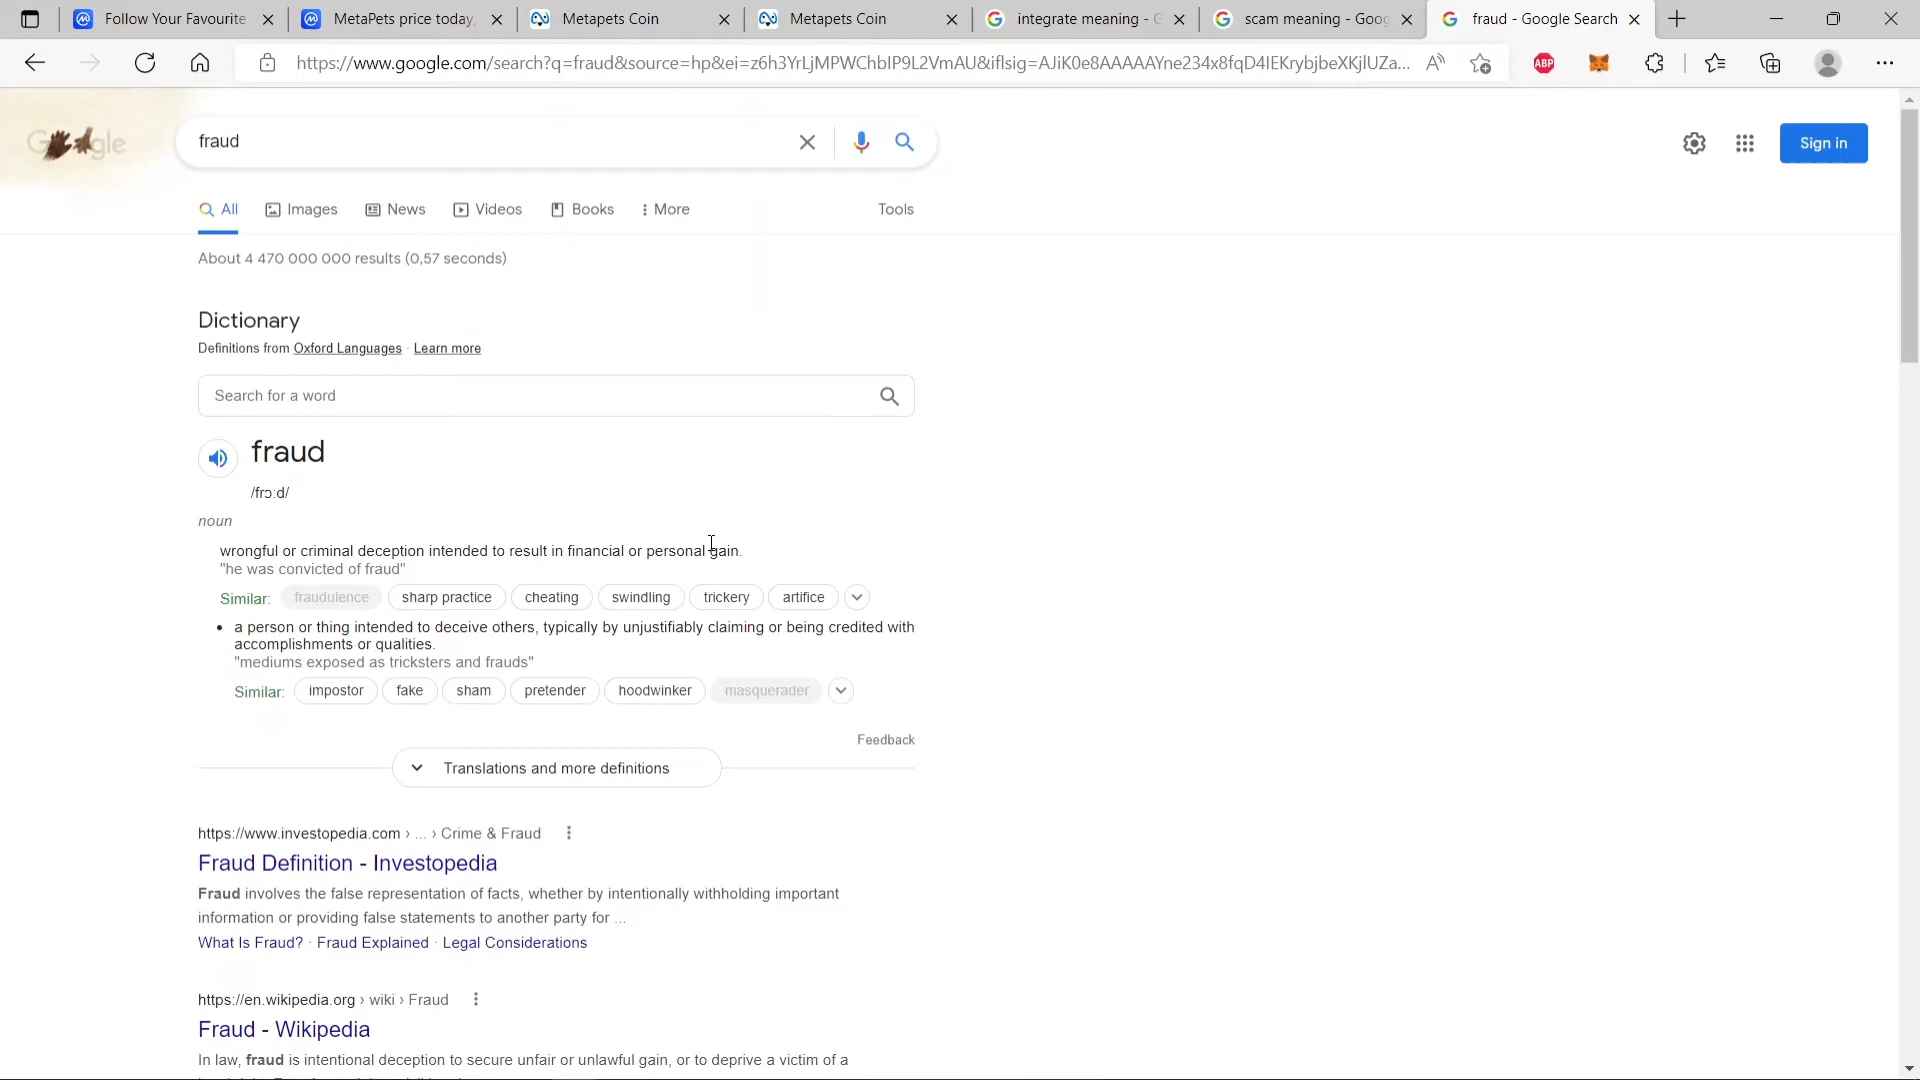 Follow Your Favourite
MetaPets price today,
Metapets Coin
Metapets Coin
integrate meaning - G
scam meaning - Goog
fraud - Google Search
https://www.google.com/search?q=fraud&source=hp&ei=z6h3YrLjMPWChbIP9L2VmAU&iflsig=AJiK0e8AAAAAYne234x8fqD4IEKrybjbeXKjlUZa...
ABP
Google
fraud
Sign in
All Images News Videos Books More Tools
About 4 470 000 000 results (0,57 seconds)
Dictionary
Definitions from Oxford Languages · Learn more
Search for a word
fraud
/frɔːd/
noun
wrongful or criminal deception intended to result in financial or personal gain.
"he was convicted of fraud"
Similar: fraudulence sharp practice cheating swindling trickery artifice
• a person or thing intended to deceive others, typically by unjustifiably claiming or being credited with
accomplishments or qualities.
"mediums exposed as tricksters and frauds"
Similar: impostor fake sham pretender hoodwinker masquerader
Feedback
Translations and more definitions
https://www.investopedia.com › ... › Crime & Fraud
Fraud Definition - Investopedia
Fraud involves the false representation of facts, whether by intentionally withholding important
information or providing false statements to another party for ...
What Is Fraud? · Fraud Explained · Legal Considerations
https://en.wikipedia.org › wiki › Fraud
Fraud - Wikipedia
In law, fraud is intentional deception to secure unfair or unlawful gain, or to deprive a victim of a